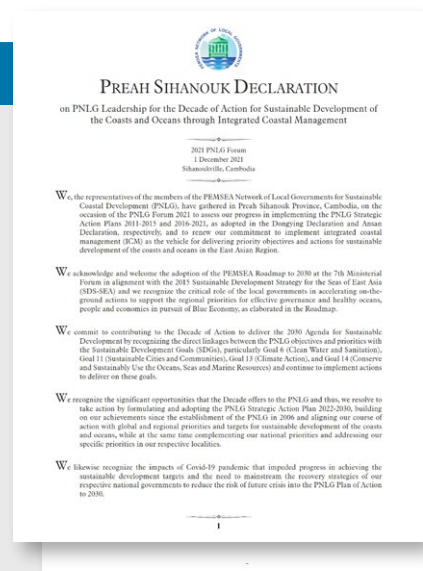 PEMSEA NETWORK OF LOCAL GOVERNMENTS
PREAH SIHANOUK DECLARATION
on PNLG Leadership for the Decade of Action for Sustainable Development of
the Coasts and Oceans through Integrated Coastal Management
2021 PNLG Forum
1 December 2021
Sihanoukville, Cambodia
We, the representatives of the members of the PEMSEA Network of Local Governments for Sustainable
Coastal Development (PNLG), have gathered in Preah Sihanouk Province, Cambodia, on the
occasion of the PNLG Forum 2021 to assess our progress in implementing the PNLG Strategic
Action Plans 2011-2015 and 2016-2021, as adopted in the Dongying Declaration and Ansan
Declaration, respectively, and to renew our commitment to implement integrated coastal
management (ICM) as the vehicle for delivering priority objectives and actions for sustainable
development of the coasts and oceans in the East Asian Region.
We acknowledge and welcome the adoption of the PEMSEA Roadmap to 2030 at the 7th Ministerial
Forum in alignment with the 2015 Sustainable Development Strategy for the Seas of East Asia
(SDS-SEA) and we recognize the critical role of the local governments in accelerating on-the-
ground actions to support the regional priorities for effective governance and healthy oceans,
people and economies in pursuit of Blue Economy, as elaborated in the Roadmap.
We commit to contributing to the Decade of Action to deliver the 2030 Agenda for Sustainable
Development by recognizing the direct linkages between the PNLG objectives and priorities with
the Sustainable Development Goals (SDGs), particularly Goal 6 (Clean Water and Sanitation),
Goal 11 (Sustainable Cities and Communities), Goal 13 (Climate Action), and Goal 14 (Conserve
and Sustainably Use the Oceans, Seas and Marine Resources) and continue to implement actions
to deliver on these goals.
We recognize the significant opportunities that the Decade offers to the PNLG and thus, we resolve to
take action by formulating and adopting the PNLG Strategic Action Plan 2022-2030, building
on our achievements since the establishment of the PNLG in 2006 and aligning our course of
action with global and regional priorities and targets for sustainable development of the coasts
and oceans, while at the same time complementing our national priorities and addressing our
specific priorities in our respective localities.
We likewise recognize the impacts of Covid-19 pandemic that impeded progress in achieving the
sustainable development targets and the need to mainstream the recovery strategies of our
respective national governments to reduce the risk of future crisis into the PNLG Plan of Action
to 2030.
1